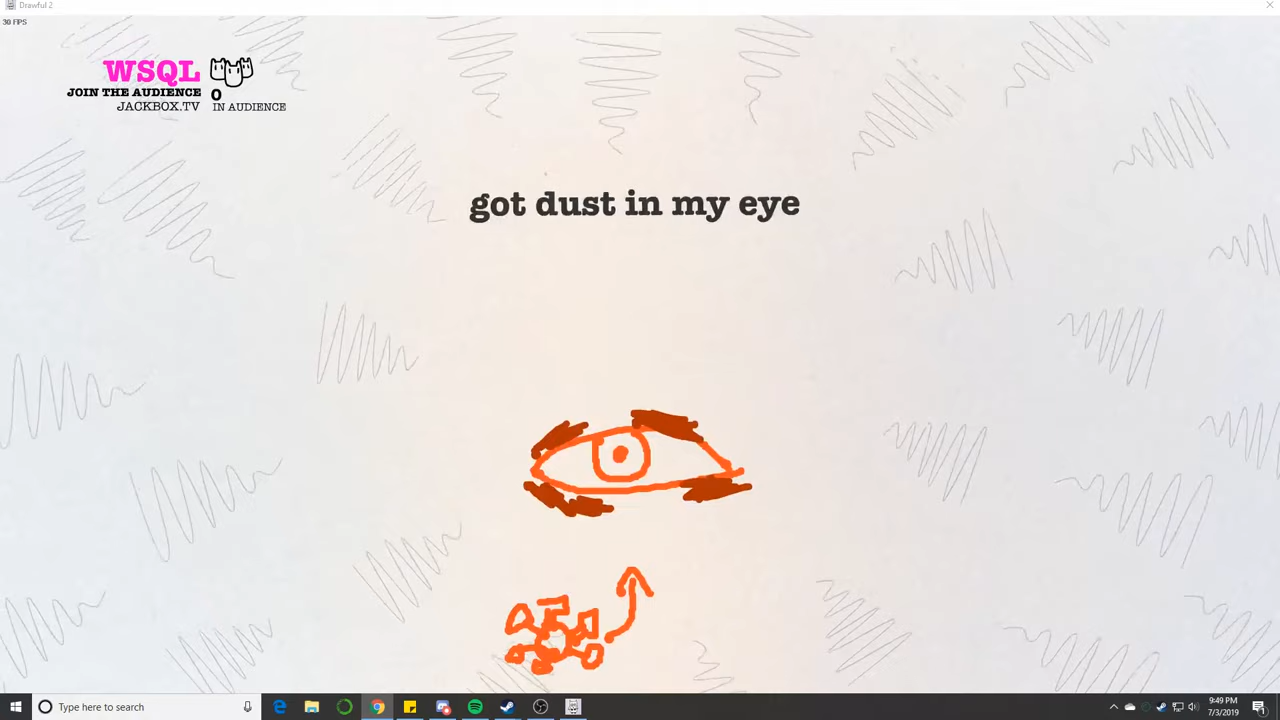 Drawful 2
30 FPS
WSQL
JOIN THE AUDIENCE
JACKBOX.TV
0
IN AUDIENCE
got dust in my eye
Type here to search
9:49 PM
7/3/2019